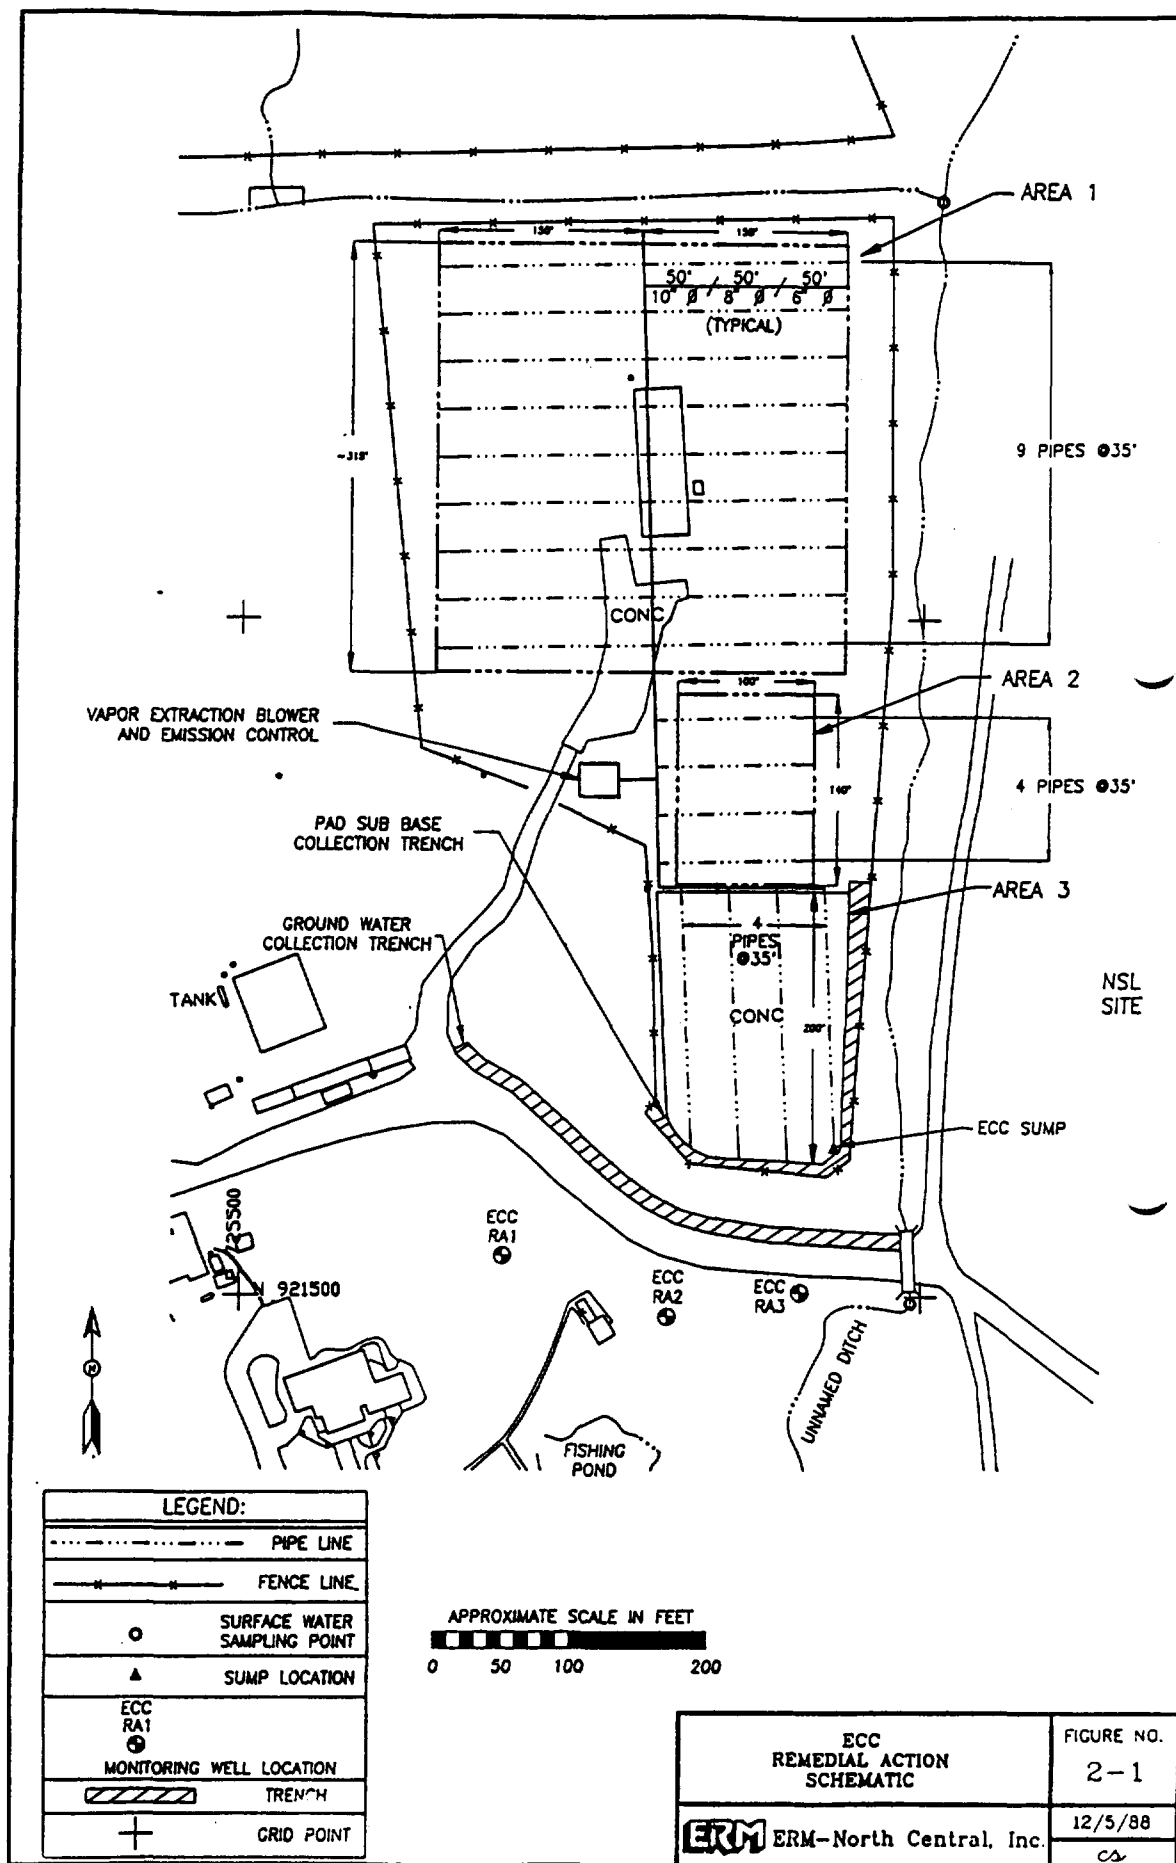 AREA 1
150'
150'
50' 50' 50'
10" Ø / 8" Ø / 6" Ø
(TYPICAL)
~315'
9 PIPES @35'
CONC
100'
AREA 2
VAPOR EXTRACTION BLOWER
AND EMISSION CONTROL
140'
4 PIPES @35'
PAD SUB BASE
COLLECTION TRENCH
AREA 3
GROUND WATER
COLLECTION TRENCH
4
PIPES
@35'
TANK
NSL
SITE
CONC
200'
ECC SUMP
ECC
RA1
ECC
RA2
ECC
RA3
N 921500
UNNAMED DITCH
FISHING
POND
LEGEND:
PIPE LINE
FENCE LINE
SURFACE WATER
SAMPLING POINT
SUMP LOCATION
ECC
RA1
MONITORING WELL LOCATION
TRENCH
GRID POINT
APPROXIMATE SCALE IN FEET
0 50 100 200
ECC
REMEDIAL ACTION
SCHEMATIC
FIGURE NO.
2-1
ERM ERM-North Central, Inc.
12/5/88
CS